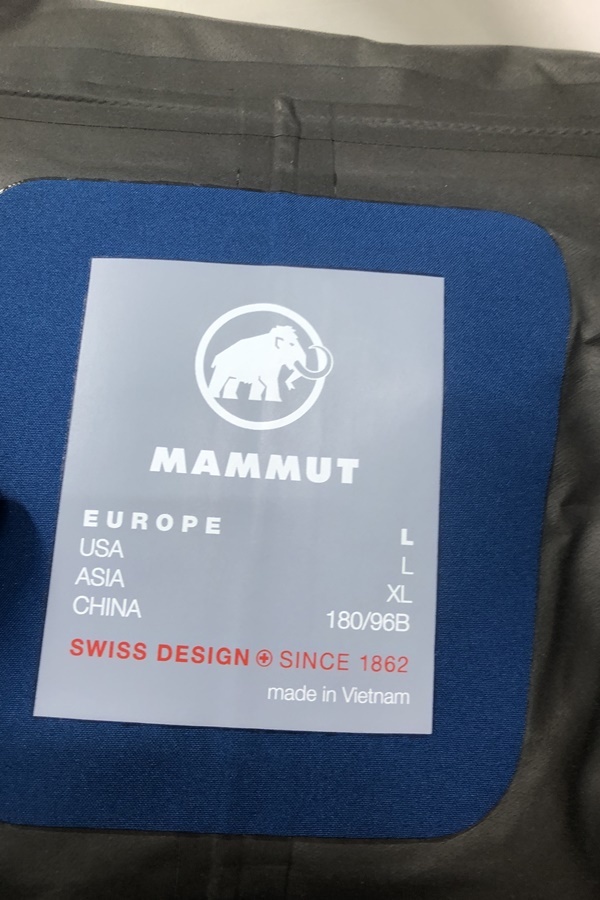 MAMMUT
EUROPE L
USA L
ASIA XL
CHINA 180/96B
SWISS DESIGN SINCE 1862
made in Vietnam